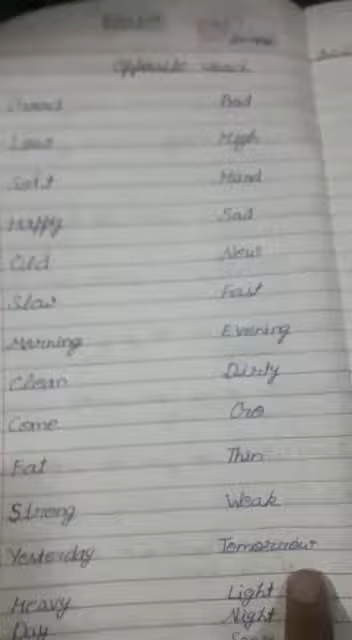 Opposite word
Good Bad
Low High
Soft Hard
Happy Sad
Old New
Slow Fast
Morning Evening
Clean Dirty
Come Go
Fat Thin
Strong Weak
Yesterday Tomorrow
Heavy Light
Day Night